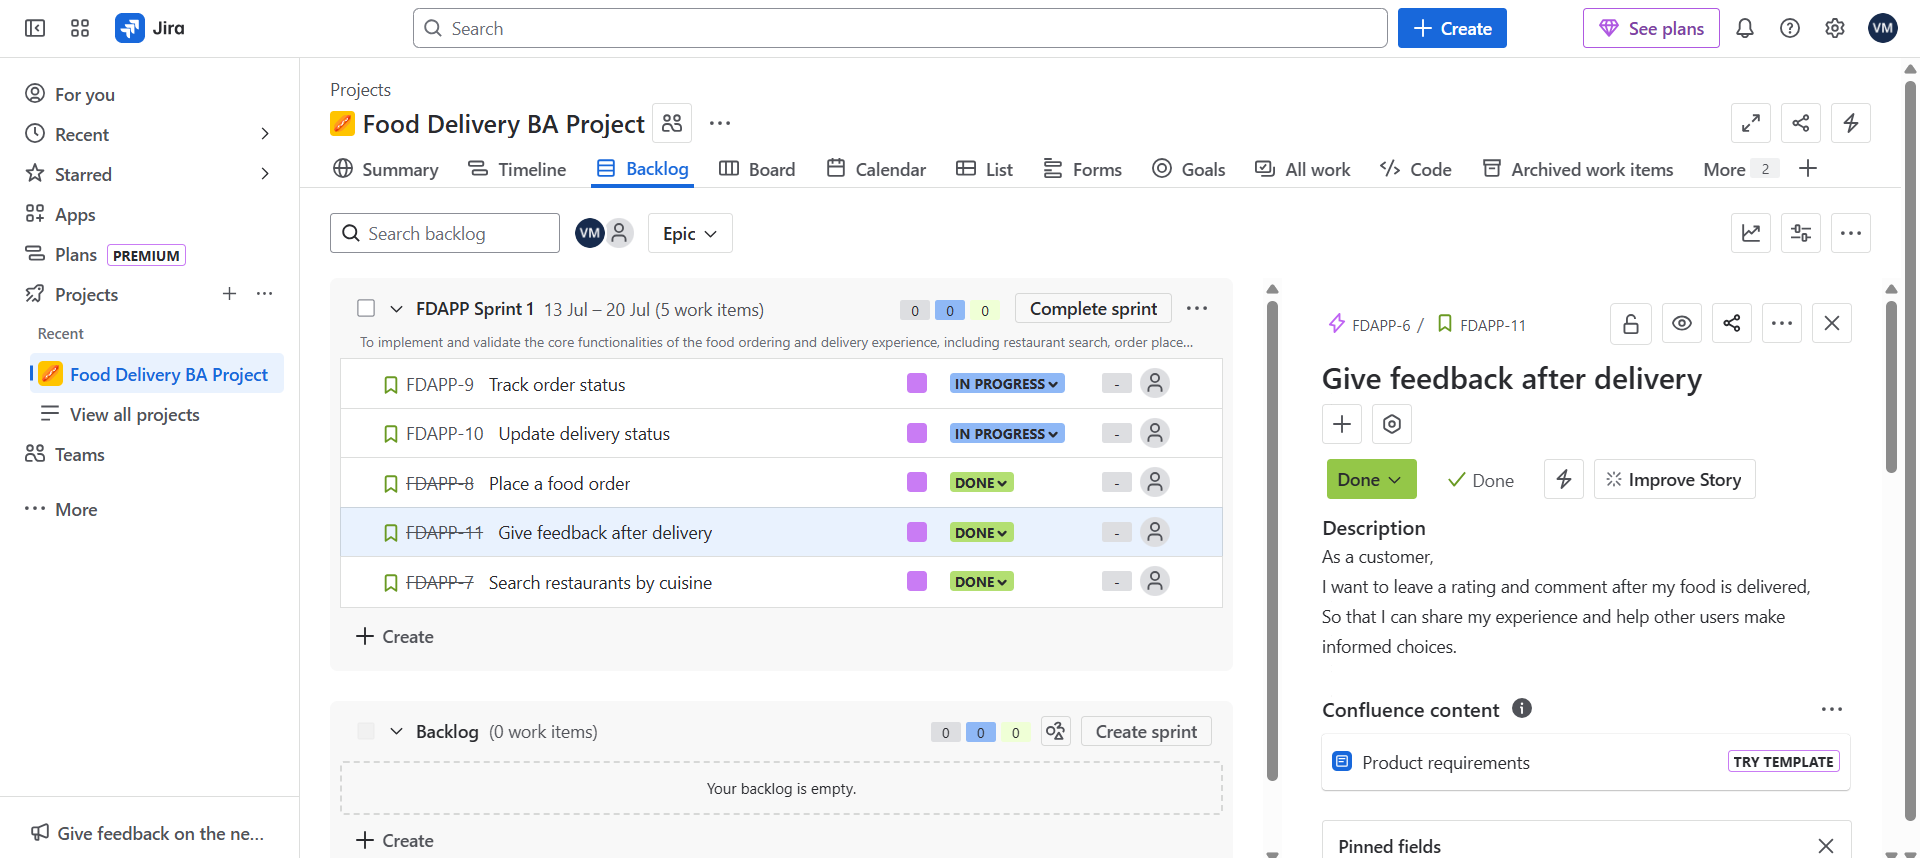 Jira
Search
Create
See plans
VM
For you
Recent
Starred
Apps
Plans PREMIUM
Projects
Recent
Food Delivery BA Project
View all projects
Teams
More
Give feedback on the ne...
Projects
Food Delivery BA Project
Summary Timeline Backlog Board Calendar List Forms Goals All work Code Archived work items More 2
Search backlog
VM
Epic
FDAPP Sprint 1 13 Jul – 20 Jul (5 work items) 0 0 0 Complete sprint
To implement and validate the core functionalities of the food ordering and delivery experience, including restaurant search, order place...
FDAPP-9 Track order status IN PROGRESS -
FDAPP-10 Update delivery status IN PROGRESS -
FDAPP-8 Place a food order DONE -
FDAPP-11 Give feedback after delivery DONE -
FDAPP-7 Search restaurants by cuisine DONE -
Create
Backlog (0 work items) 0 0 0 Create sprint
Your backlog is empty.
Create
FDAPP-6 / FDAPP-11
Give feedback after delivery
Done Done Improve Story
Description
As a customer,
I want to leave a rating and comment after my food is delivered,
So that I can share my experience and help other users make
informed choices.
Confluence content
Product requirements TRY TEMPLATE
Pinned fields